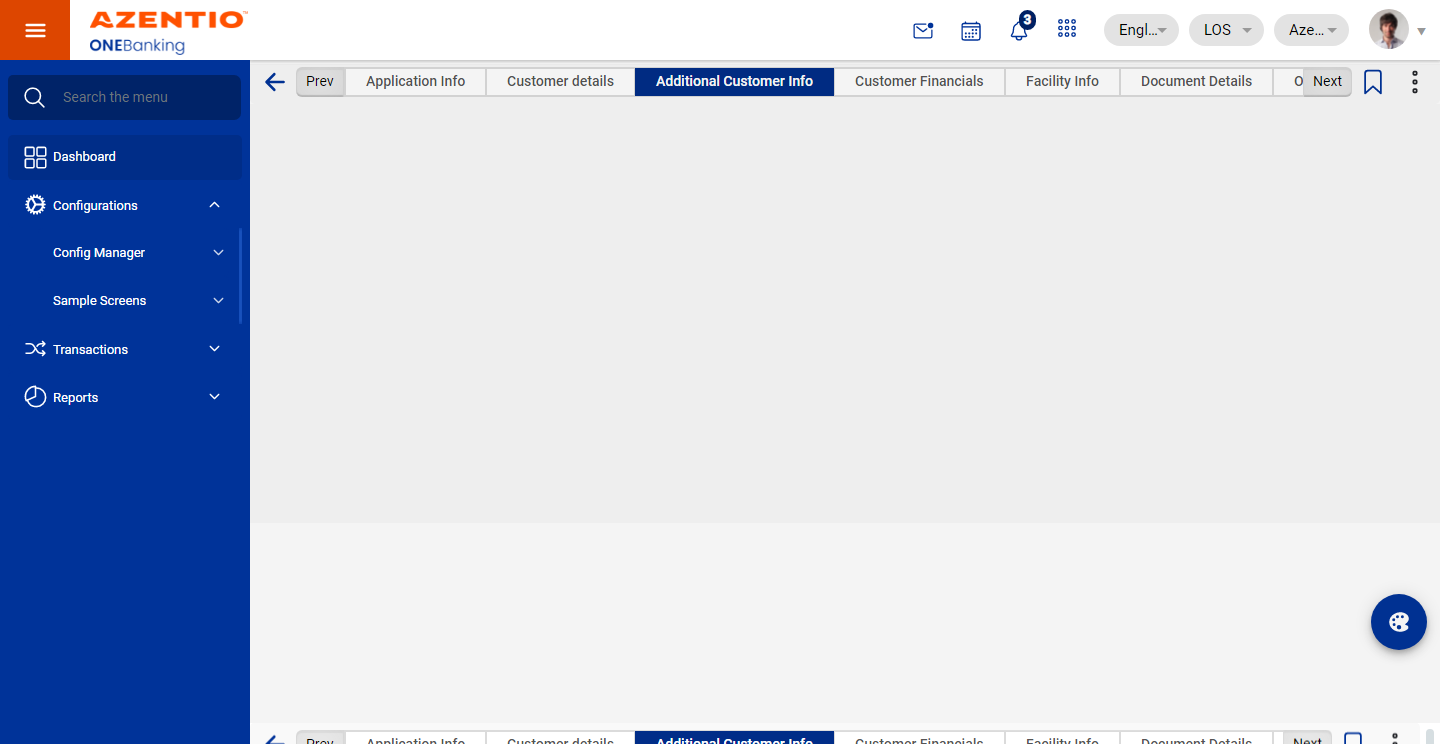 AZENTIO™
ONEBanking
3
Engl...
LOS
Aze...
Search the menu
Dashboard
Configurations
Config Manager
Sample Screens
Transactions
Reports
Prev Application Info Customer details Additional Customer Info Customer Financials Facility Info Document Details O Next
Prev Application Info Customer details Additional Customer Info Customer Financials Facility Info Document Details Next